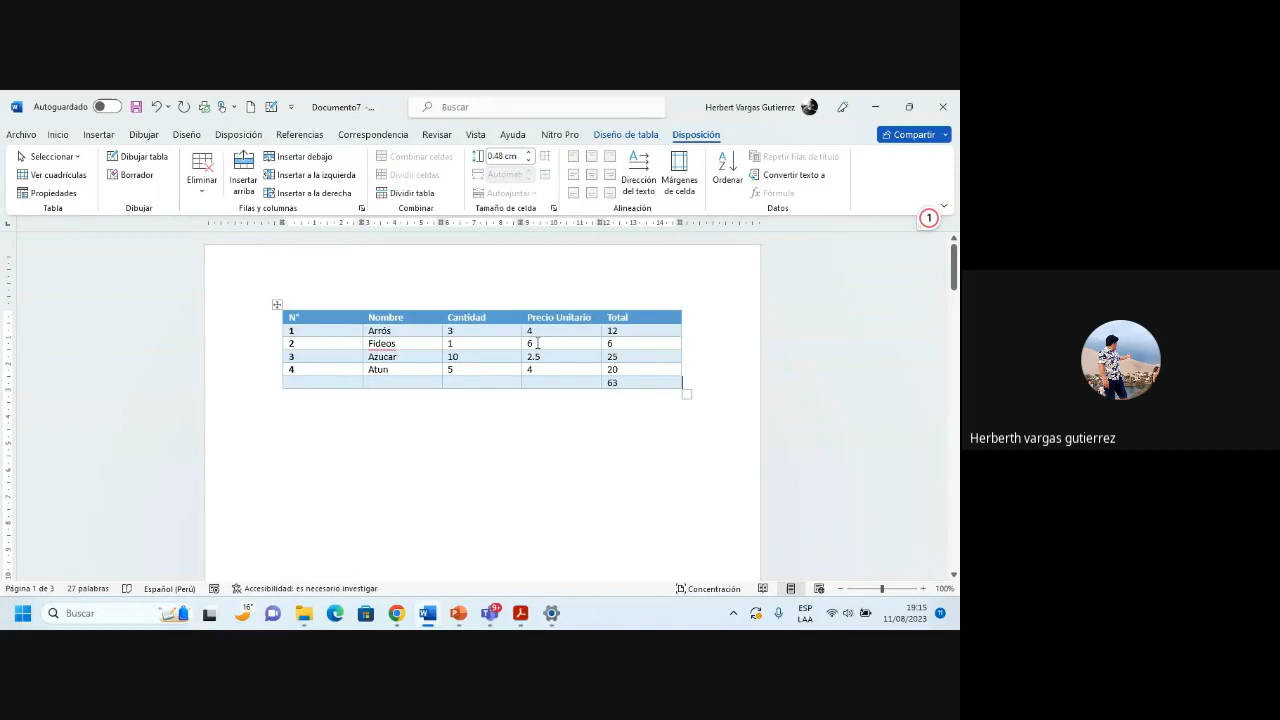 Autoguardado
Documento7 -...
Buscar
Herbert Vargas Gutierrez
Archivo Inicio Insertar Dibujar Diseño Disposición Referencias Correspondencia Revisar Vista Ayuda Nitro Pro Diseño de tabla Disposición Compartir
Seleccionar Dibujar tabla Insertar debajo Combinar celdas 0.48 cm Repetir filas de título
Ver cuadrículas Borrador Eliminar Insertar arriba Insertar a la izquierda Dividir celdas Automáti Dirección del texto Márgenes de celda Ordenar Convertir texto a
Propiedades Insertar a la derecha Dividir tabla Autoajustar Fórmula
Tabla Dibujar Filas y columnas Combinar Tamaño de celda Alineación Datos
1
N° Nombre Cantidad Precio Unitario Total
1 Arrós 3 4 12
2 Fideos 1 6 6
3 Azucar 10 2.5 25
4 Atun 5 4 20
63
Herberth vargas gutierrez
Página 1 de 3 27 palabras Español (Perú) Accesibilidad: es necesario investigar Concentración 100%
Buscar 16° 9+ ESP LAA 19:15 11/08/2023 11